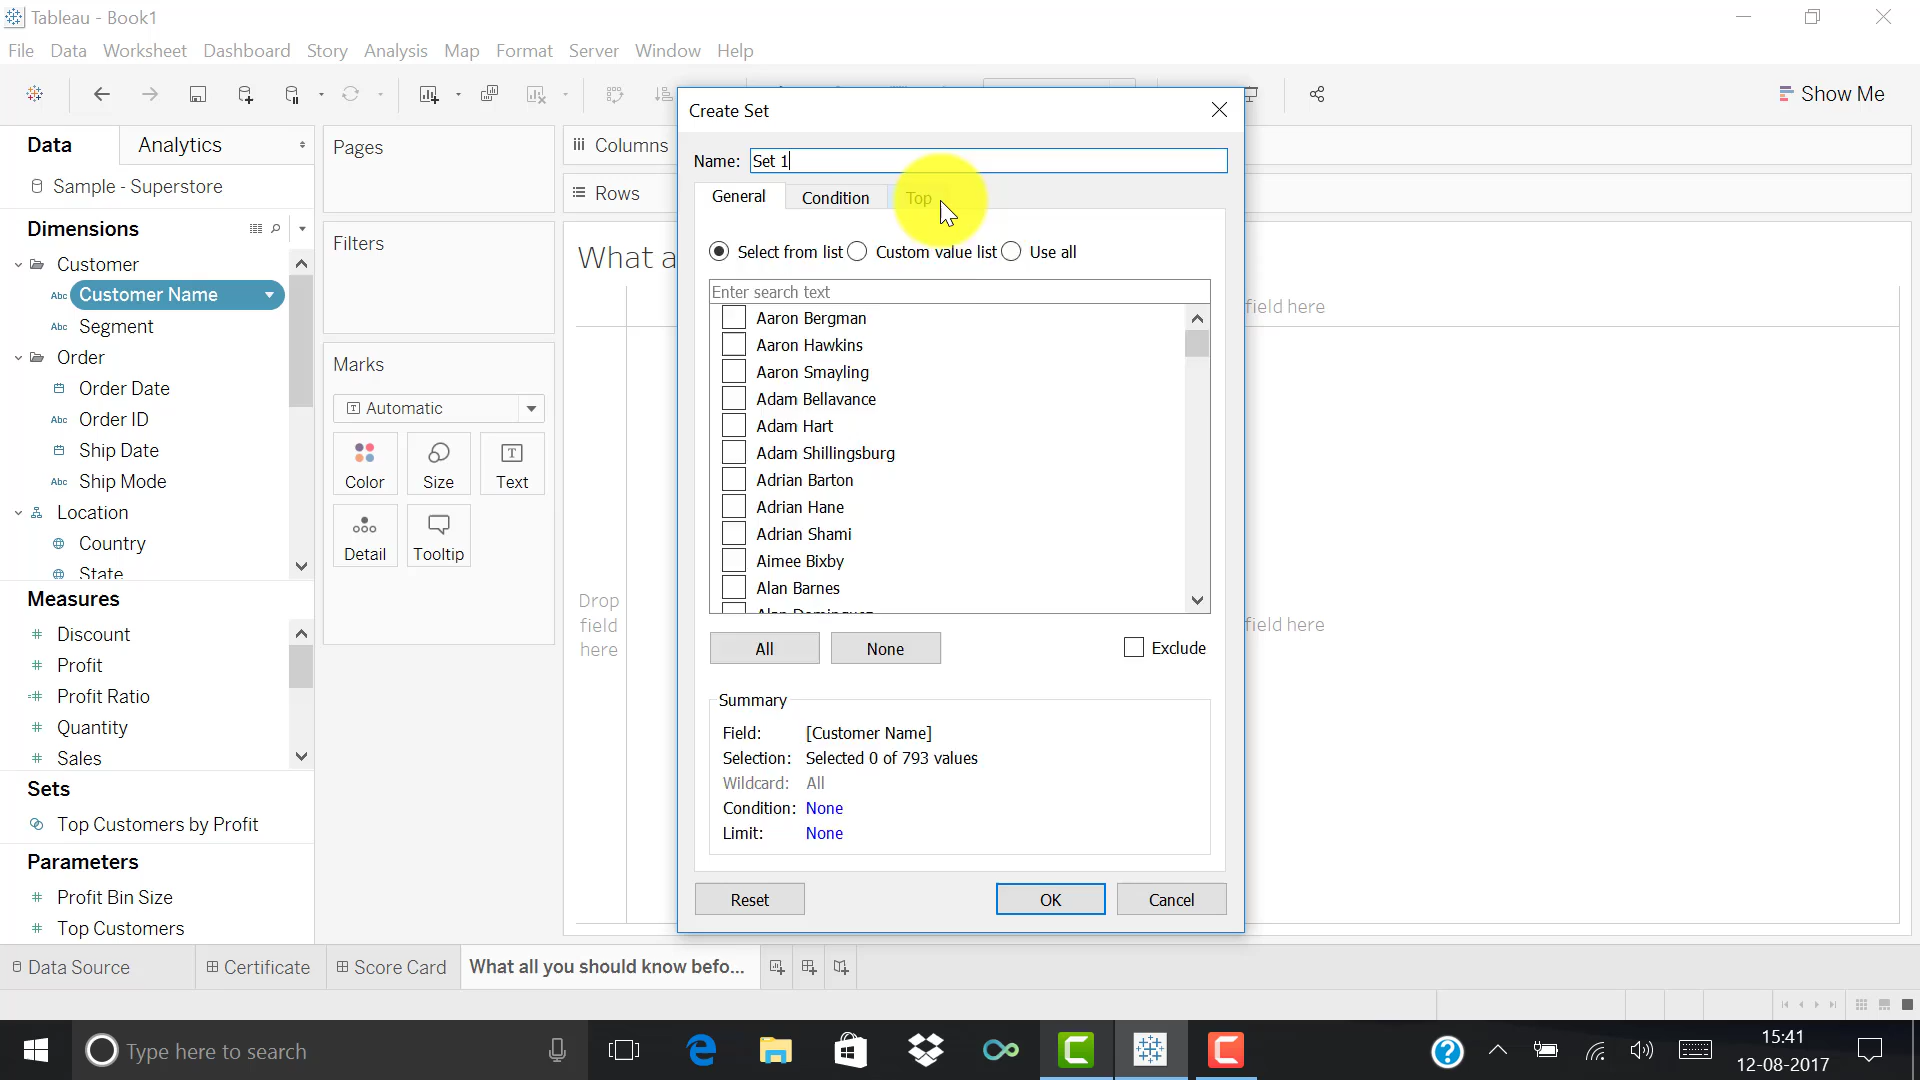 Tableau - Book1
File Data Worksheet Dashboard Story Analysis Map Format Server Window Help
Show Me
Data Analytics
Sample - Superstore
Dimensions
Customer
Abc Customer Name
Abc Segment
Order
Order Date
Abc Order ID
Ship Date
Abc Ship Mode
Location
Country
State
Measures
Discount
Profit
Profit Ratio
Quantity
Sales
Sets
Top Customers by Profit
Parameters
Profit Bin Size
Top Customers
Pages
Filters
Marks
Automatic
Color Size Text
Detail Tooltip
Columns
Rows
What a
Drop
field
here
field here
field here
Create Set
Name: Set 1
General Condition Top
Select from list Custom value list Use all
Enter search text
Aaron Bergman
Aaron Hawkins
Aaron Smayling
Adam Bellavance
Adam Hart
Adam Shillingsburg
Adrian Barton
Adrian Hane
Adrian Shami
Aimee Bixby
Alan Barnes
All None Exclude
Summary
Field: [Customer Name]
Selection: Selected 0 of 793 values
Wildcard: All
Condition: None
Limit: None
Reset OK Cancel
Data Source Certificate Score Card What all you should know befo...
Type here to search
15:41
12-08-2017